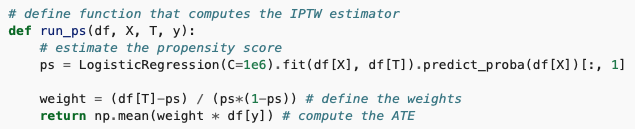 # define function that computes the IPTW estimator
def run_ps(df, X, T, y):
    # estimate the propensity score
    ps = LogisticRegression(C=1e6).fit(df[X], df[T]).predict_proba(df[X])[:, 1]
    weight = (df[T]-ps) / (ps*(1-ps)) # define the weights
    return np.mean(weight * df[y]) # compute the ATE